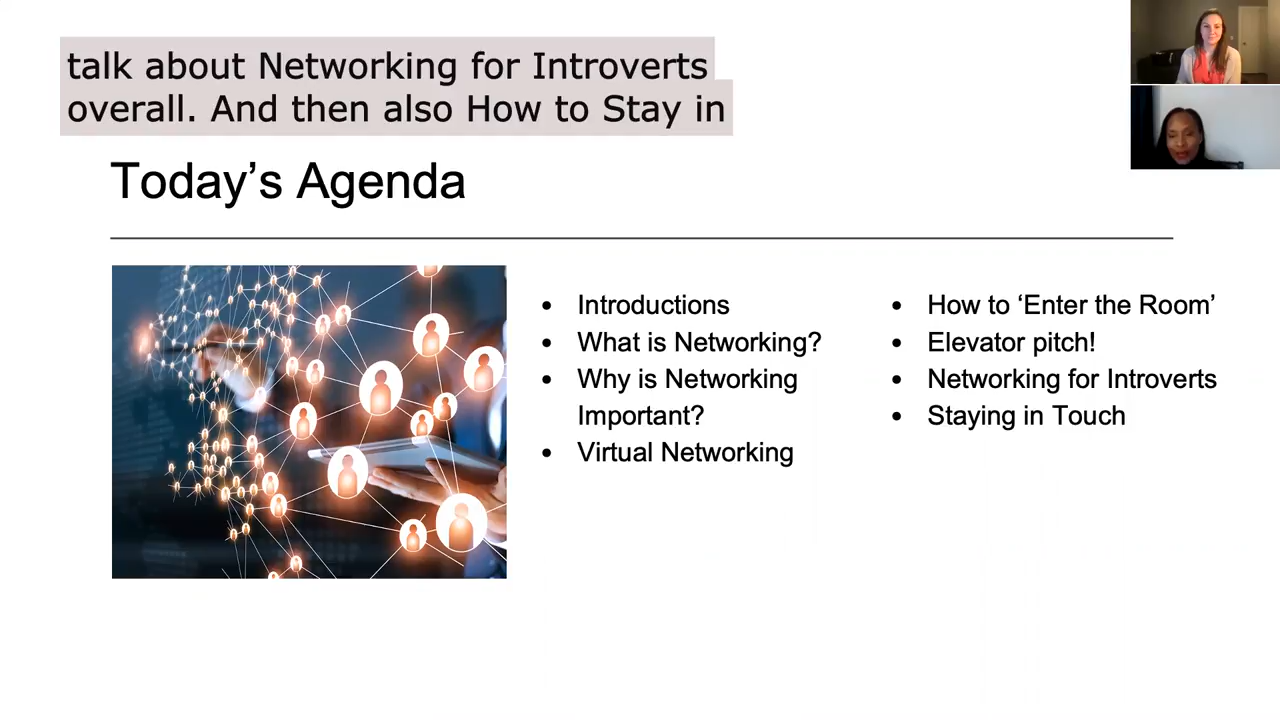 talk about Networking for Introverts
overall. And then also How to Stay in
Today’s Agenda
• Introductions
• What is Networking?
• Why is Networking
Important?
• Virtual Networking
• How to ‘Enter the Room’
• Elevator pitch!
• Networking for Introverts
• Staying in Touch